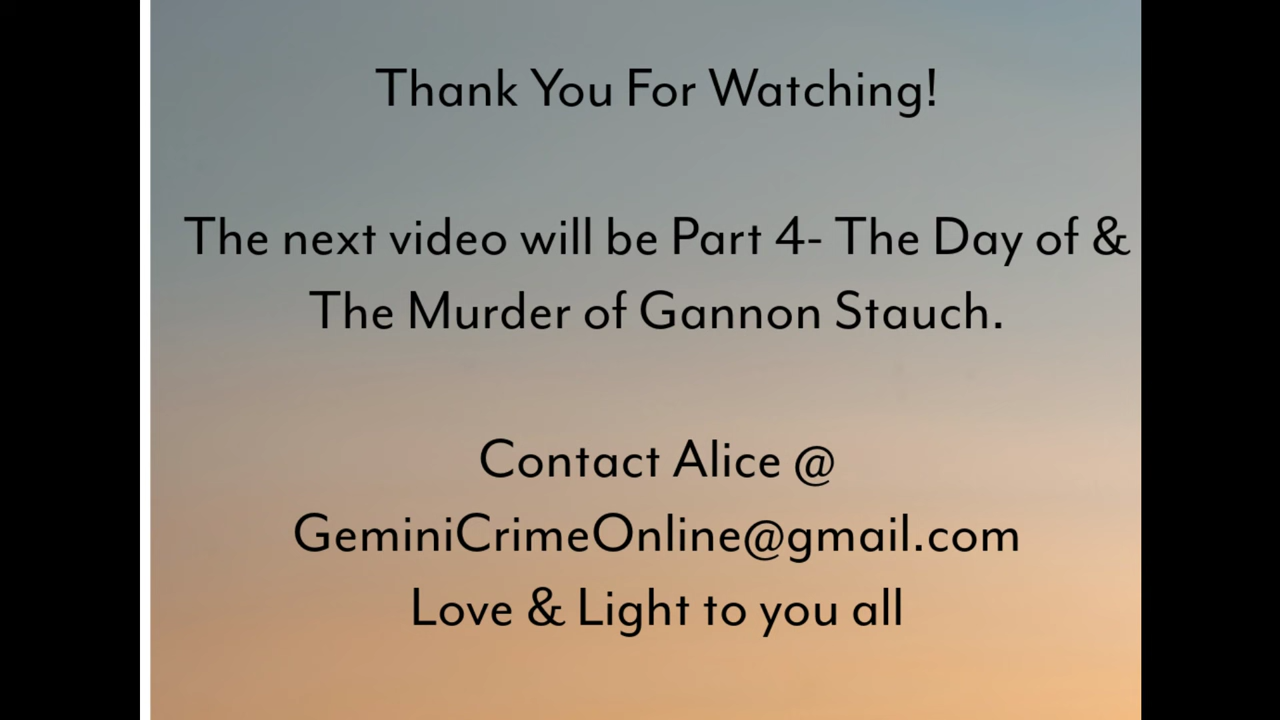 Thank You For Watching!
The next video will be Part 4- The Day of &
The Murder of Gannon Stauch.
Contact Alice @
GeminiCrimeOnline@gmail.com
Love & Light to you all